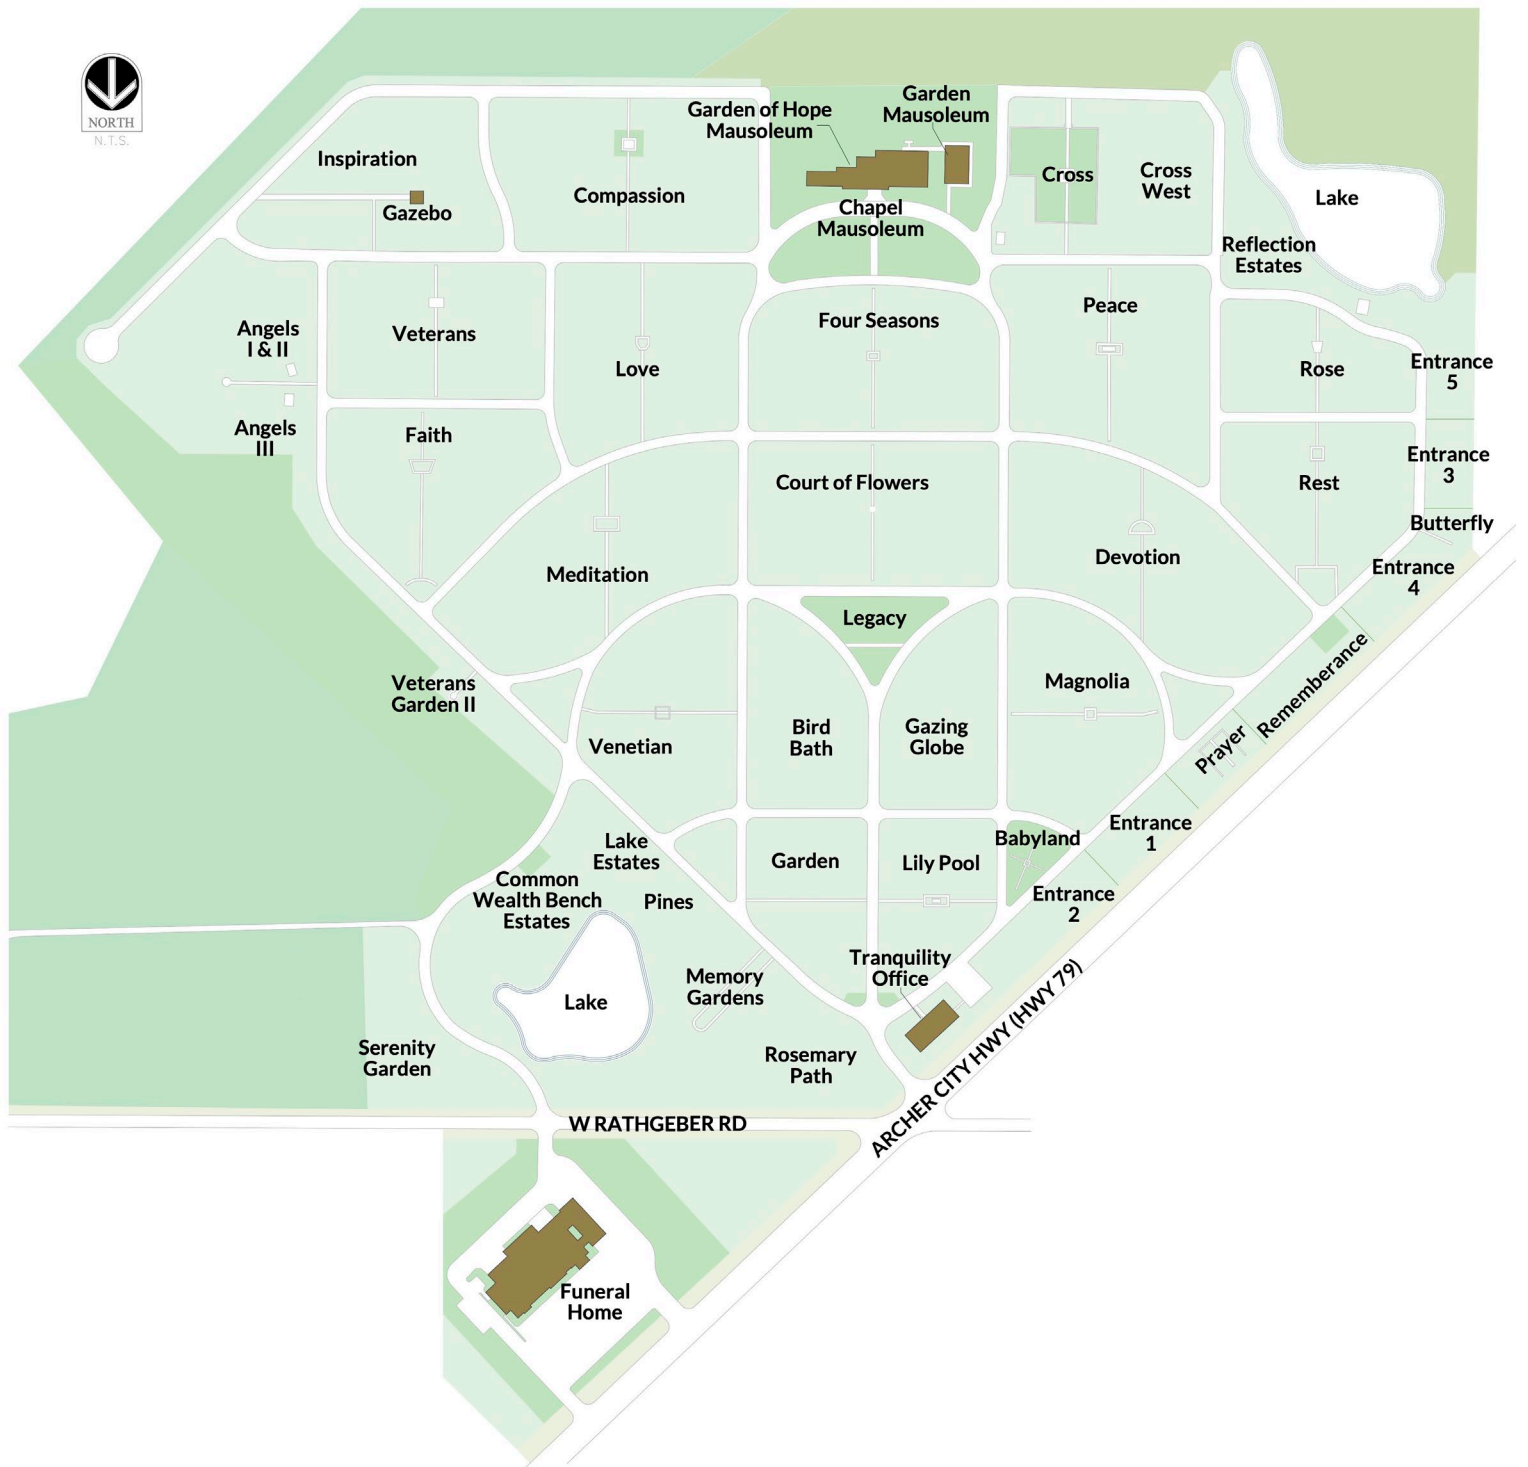 NORTH
N.T.S.
Garden of Hope
Mausoleum
Garden
Mausoleum
Inspiration
Gazebo
Compassion
Chapel
Mausoleum
Cross
Cross
West
Lake
Reflection
Estates
Angels
I & II
Veterans
Love
Four Seasons
Peace
Rose
Entrance
5
Angels
III
Faith
Court of Flowers
Rest
Entrance
3
Butterfly
Meditation
Devotion
Entrance
4
Legacy
Veterans
Garden II
Venetian
Bird
Bath
Gazing
Globe
Magnolia
Rememberance
Prayer
Lake
Estates
Garden
Lily Pool
Babyland
Entrance
1
Common
Wealth Bench
Estates
Pines
Entrance
2
Lake
Memory
Gardens
Tranquility
Office
Serenity
Garden
Rosemary
Path
ARCHER CITY HWY (HWY 79)
W RATHGEBER RD
Funeral
Home